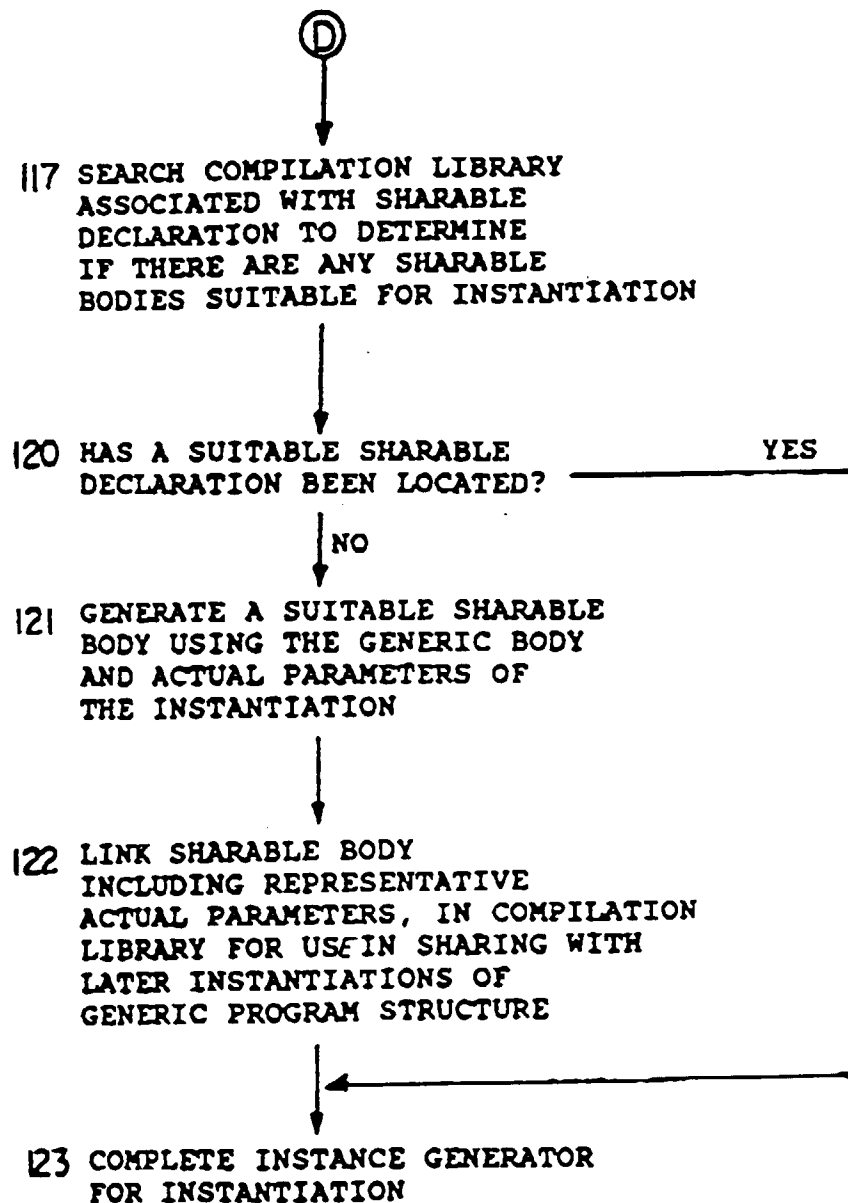 D
117 SEARCH COMPILATION LIBRARY
ASSOCIATED WITH SHARABLE
DECLARATION TO DETERMINE
IF THERE ARE ANY SHARABLE
BODIES SUITABLE FOR INSTANTIATION
120 HAS A SUITABLE SHARABLE YES
DECLARATION BEEN LOCATED?
NO
121 GENERATE A SUITABLE SHARABLE
BODY USING THE GENERIC BODY
AND ACTUAL PARAMETERS OF
THE INSTANTIATION
122 LINK SHARABLE BODY
INCLUDING REPRESENTATIVE
ACTUAL PARAMETERS, IN COMPILATION
LIBRARY FOR USE IN SHARING WITH
LATER INSTANTIATIONS OF
GENERIC PROGRAM STRUCTURE
123 COMPLETE INSTANCE GENERATOR
FOR INSTANTIATION